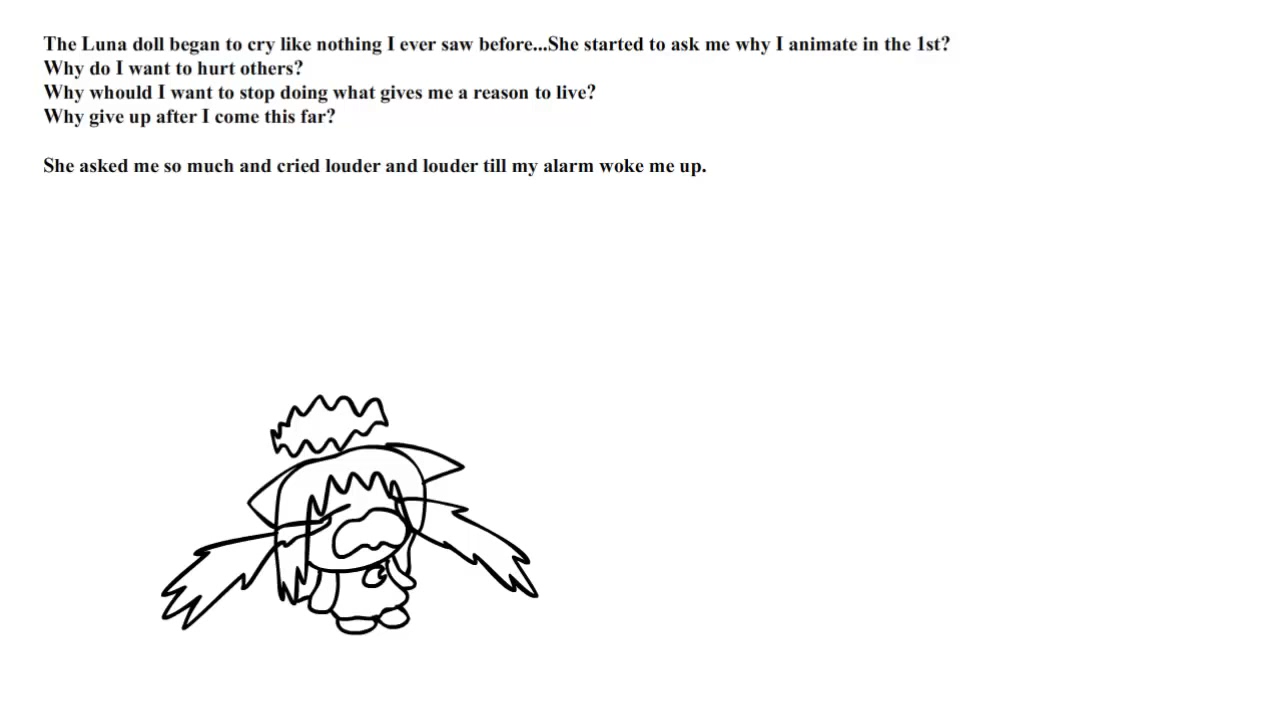 The Luna doll began to cry like nothing I ever saw before...She started to ask me why I animate in the 1st?
Why do I want to hurt others?
Why whould I want to stop doing what gives me a reason to live?
Why give up after I come this far?
She asked me so much and cried louder and louder till my alarm woke me up.